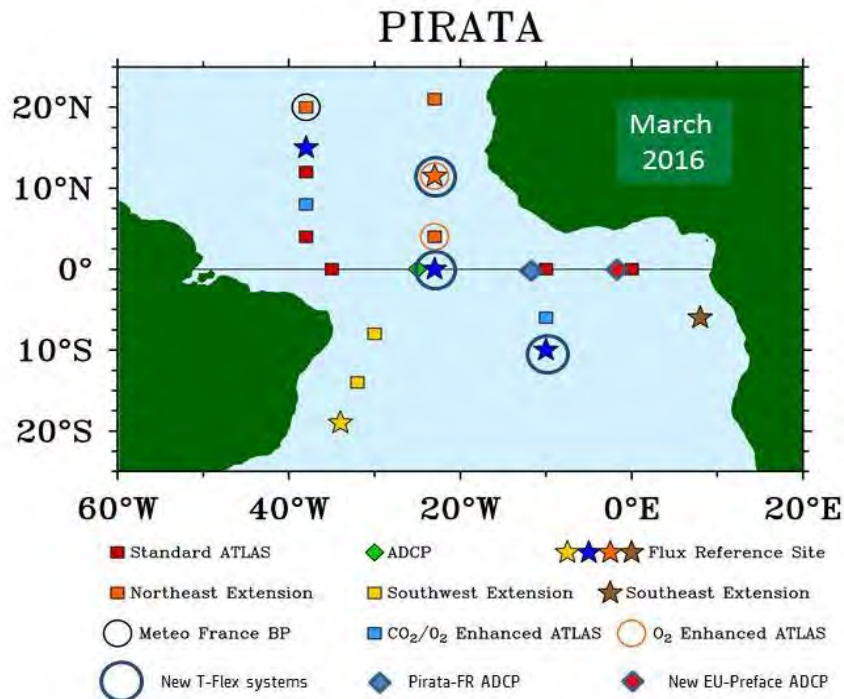 PIRATA
March
2016
20°N
10°N
0°
10°S
20°S
60°W 40°W 20°W 0°E 20°E
Standard ATLAS ADCP Flux Reference Site
Northeast Extension Southwest Extension Southeast Extension
Meteo France BP CO₂/O₂ Enhanced ATLAS O₂ Enhanced ATLAS
New T-Flex systems Pirata-FR ADCP New EU-Preface ADCP